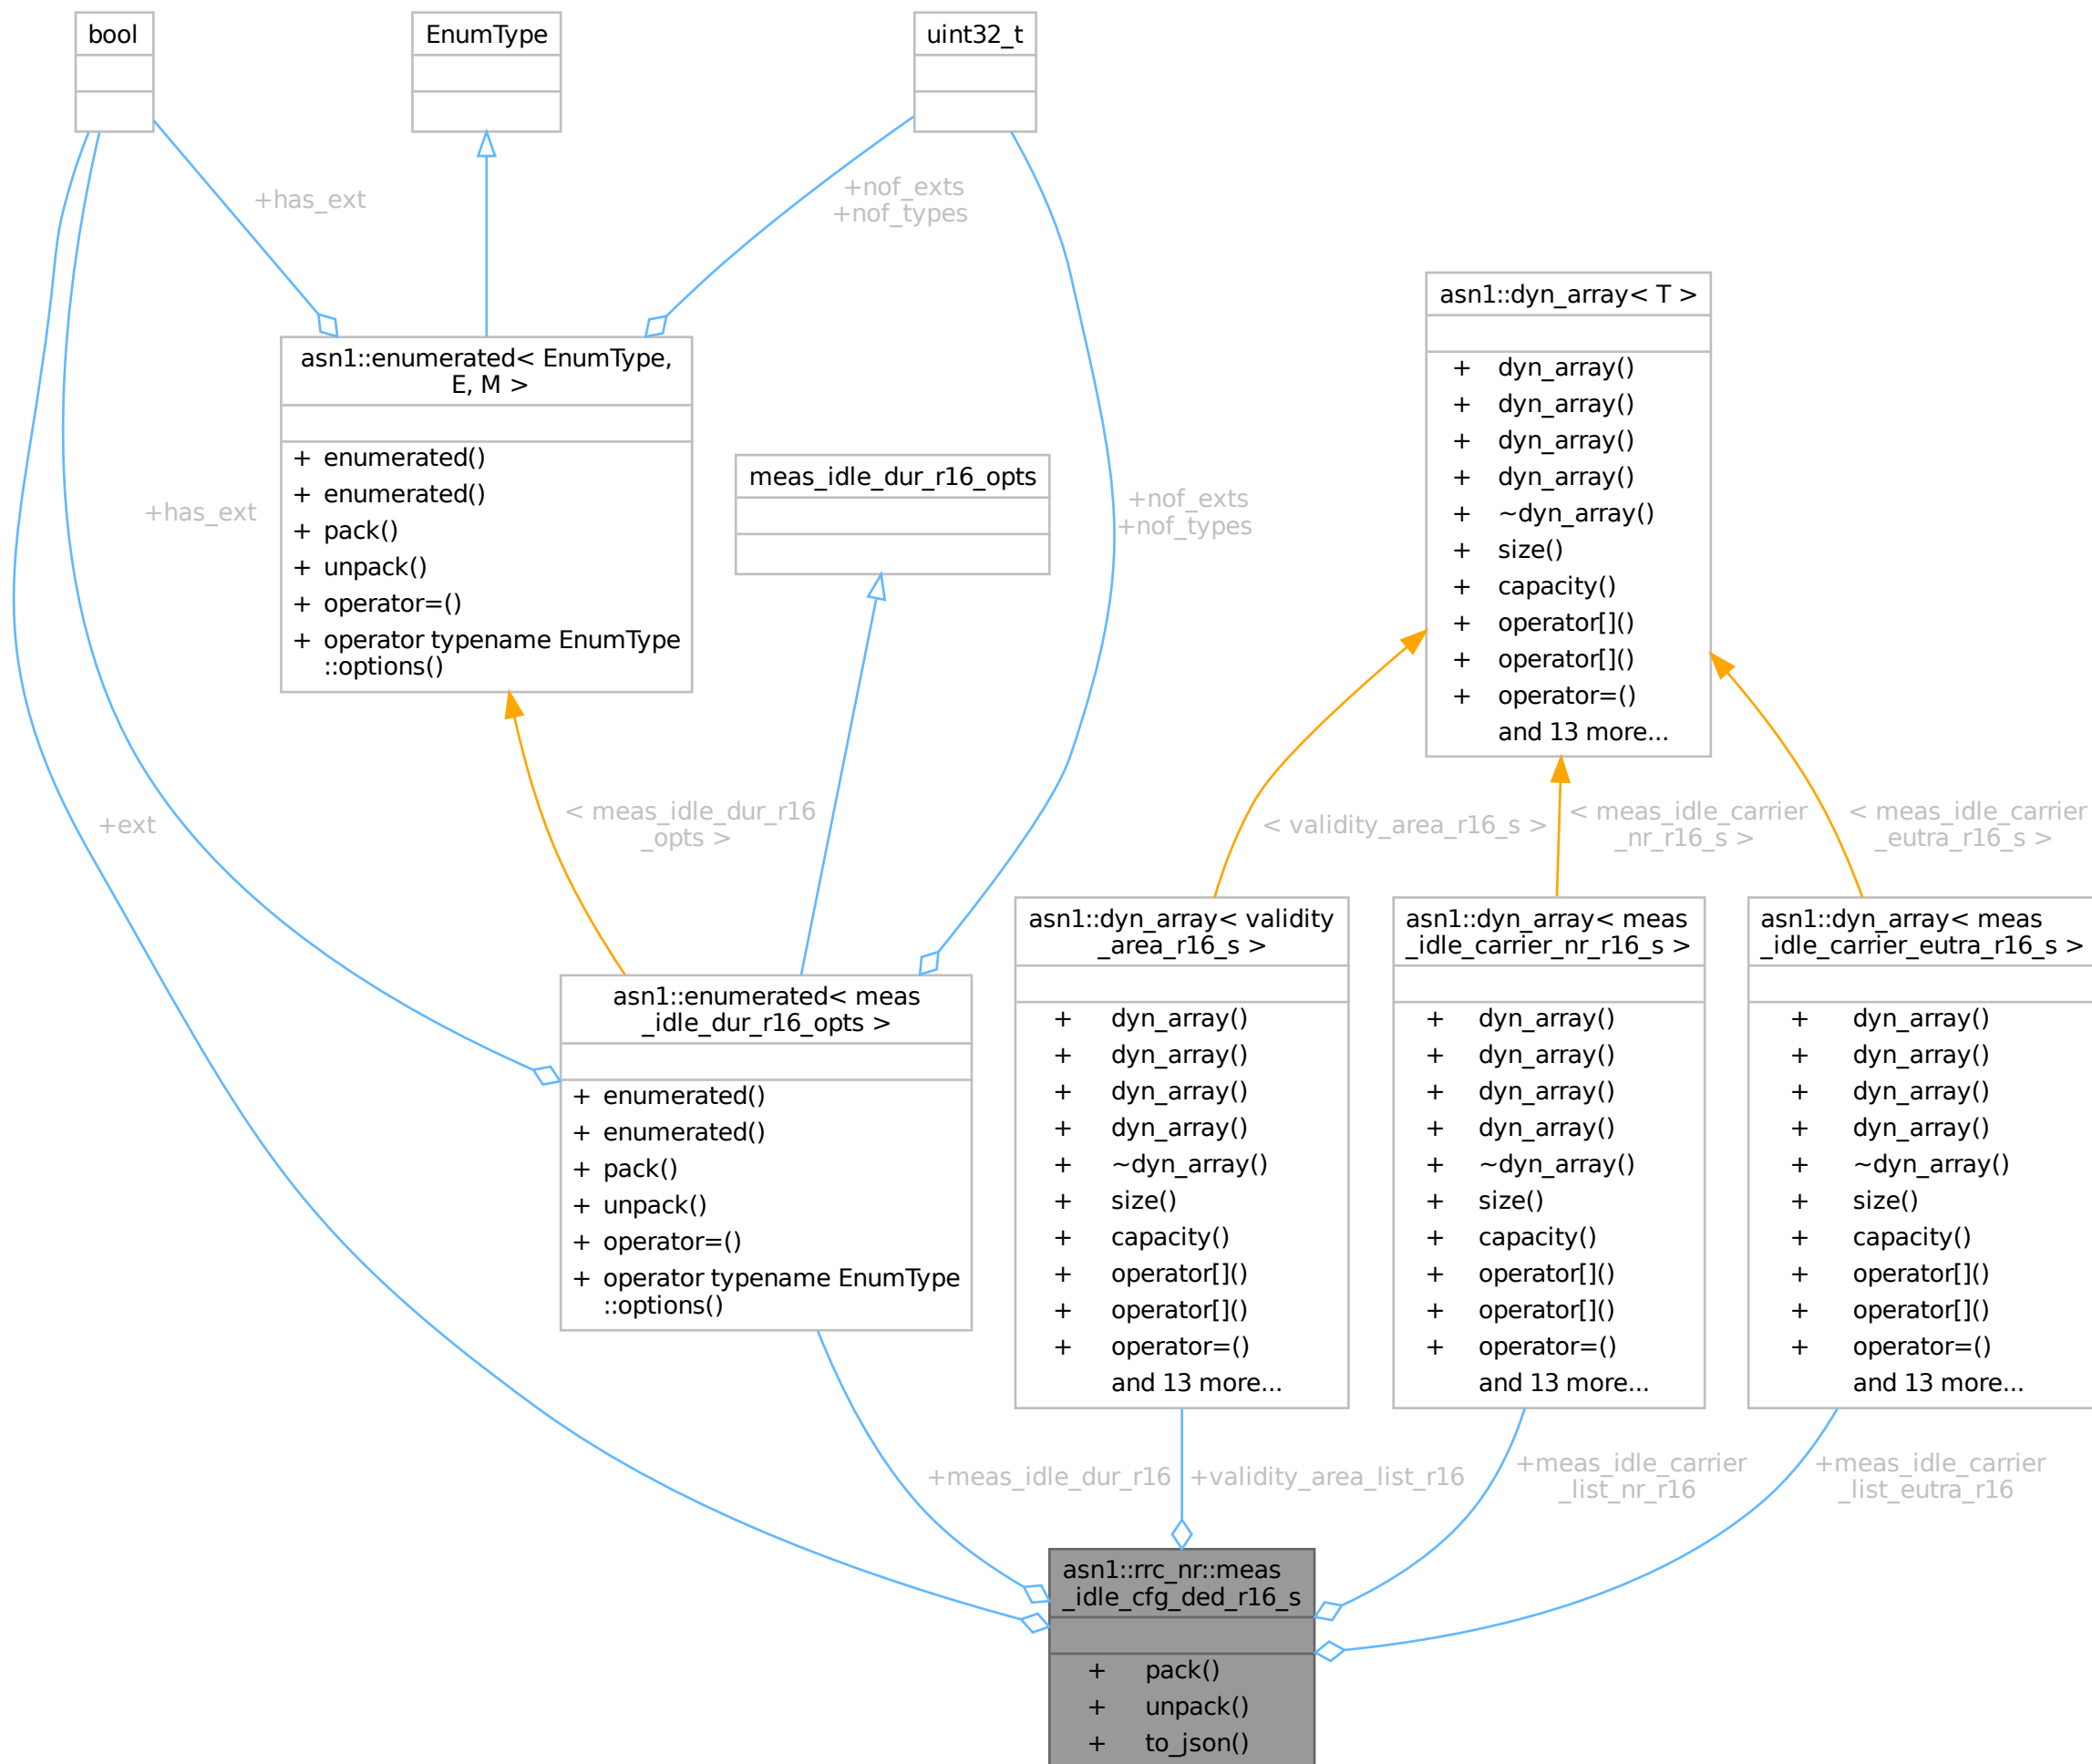 bool
EnumType
uint32_t
+has_ext
+nof_exts
+nof_types
asn1::dyn_array< T >
+ dyn_array()
+ dyn_array()
+ dyn_array()
+ dyn_array()
+ ~dyn_array()
+ size()
+ capacity()
+ operator[]()
+ operator[]()
+ operator=()
and 13 more...
asn1::enumerated< EnumType,
E, M >
+ enumerated()
+ enumerated()
+ pack()
+ unpack()
+ operator=()
+ operator typename EnumType
::options()
meas_idle_dur_r16_opts
+has_ext
+nof_exts
+nof_types
+ext
< meas_idle_dur_r16
_opts >
< validity_area_r16_s >
< meas_idle_carrier
_nr_r16_s >
< meas_idle_carrier
_eutra_r16_s >
asn1::enumerated< meas
_idle_dur_r16_opts >
+ enumerated()
+ enumerated()
+ pack()
+ unpack()
+ operator=()
+ operator typename EnumType
::options()
asn1::dyn_array< validity
_area_r16_s >
+ dyn_array()
+ dyn_array()
+ dyn_array()
+ dyn_array()
+ ~dyn_array()
+ size()
+ capacity()
+ operator[]()
+ operator[]()
+ operator=()
and 13 more...
asn1::dyn_array< meas
_idle_carrier_nr_r16_s >
+ dyn_array()
+ dyn_array()
+ dyn_array()
+ dyn_array()
+ ~dyn_array()
+ size()
+ capacity()
+ operator[]()
+ operator[]()
+ operator=()
and 13 more...
asn1::dyn_array< meas
_idle_carrier_eutra_r16_s >
+ dyn_array()
+ dyn_array()
+ dyn_array()
+ dyn_array()
+ ~dyn_array()
+ size()
+ capacity()
+ operator[]()
+ operator[]()
+ operator=()
and 13 more...
+meas_idle_dur_r16
+validity_area_list_r16
+meas_idle_carrier
_list_nr_r16
+meas_idle_carrier
_list_eutra_r16
asn1::rrc_nr::meas
_idle_cfg_ded_r16_s
+ pack()
+ unpack()
+ to_json()